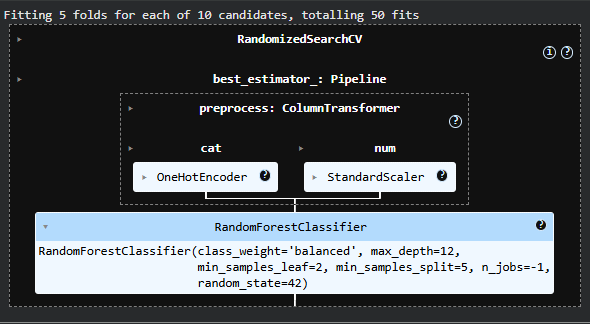 Fitting 5 folds for each of 10 candidates, totalling 50 fits
RandomizedSearchCV
i ?
best_estimator_: Pipeline
preprocess: ColumnTransformer
?
cat num
OneHotEncoder ? StandardScaler ?
RandomForestClassifier ?
RandomForestClassifier(class_weight='balanced', max_depth=12,
min_samples_leaf=2, min_samples_split=5, n_jobs=-1,
random_state=42)